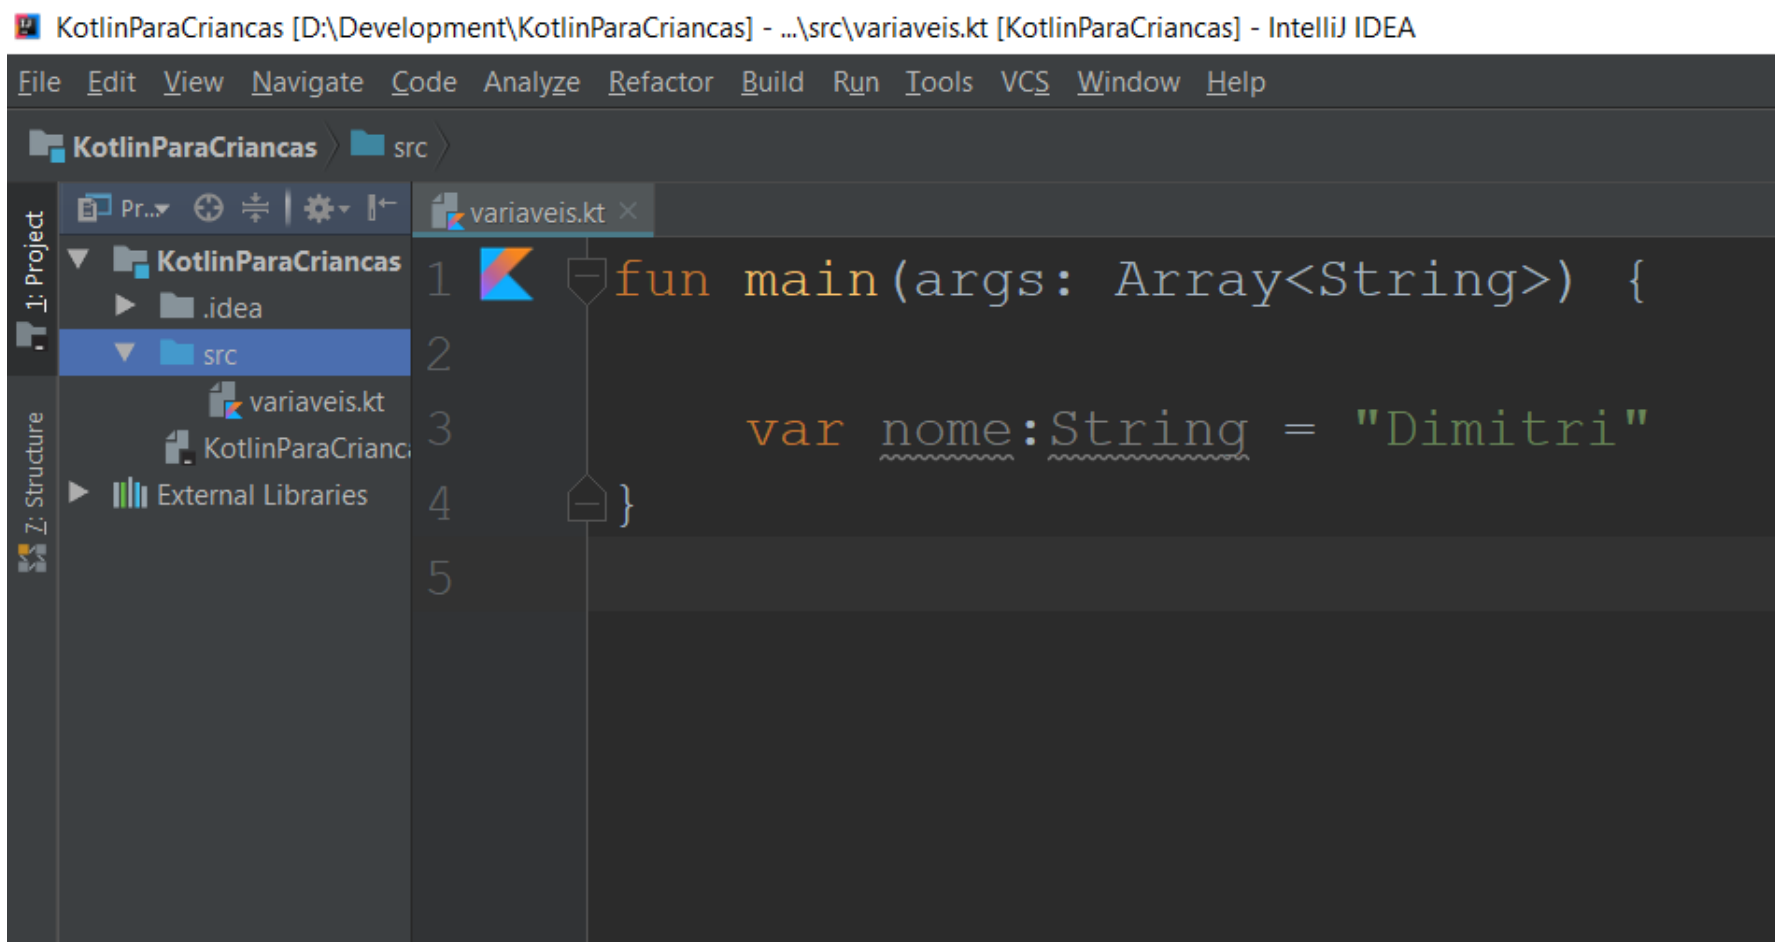 KotlinParaCriancas [D:\Development\KotlinParaCriancas] - ...\src\variaveis.kt [KotlinParaCriancas] - IntelliJ IDEA
File Edit View Navigate Code Analyze Refactor Build Run Tools VCS Window Help
KotlinParaCriancas src
1: Project
7: Structure
Pr...
KotlinParaCriancas
.idea
src
variaveis.kt
KotlinParaCrianc
External Libraries
variaveis.kt
1 fun main(args: Array<String>) {
2
3 var nome:String = "Dimitri"
4 }
5